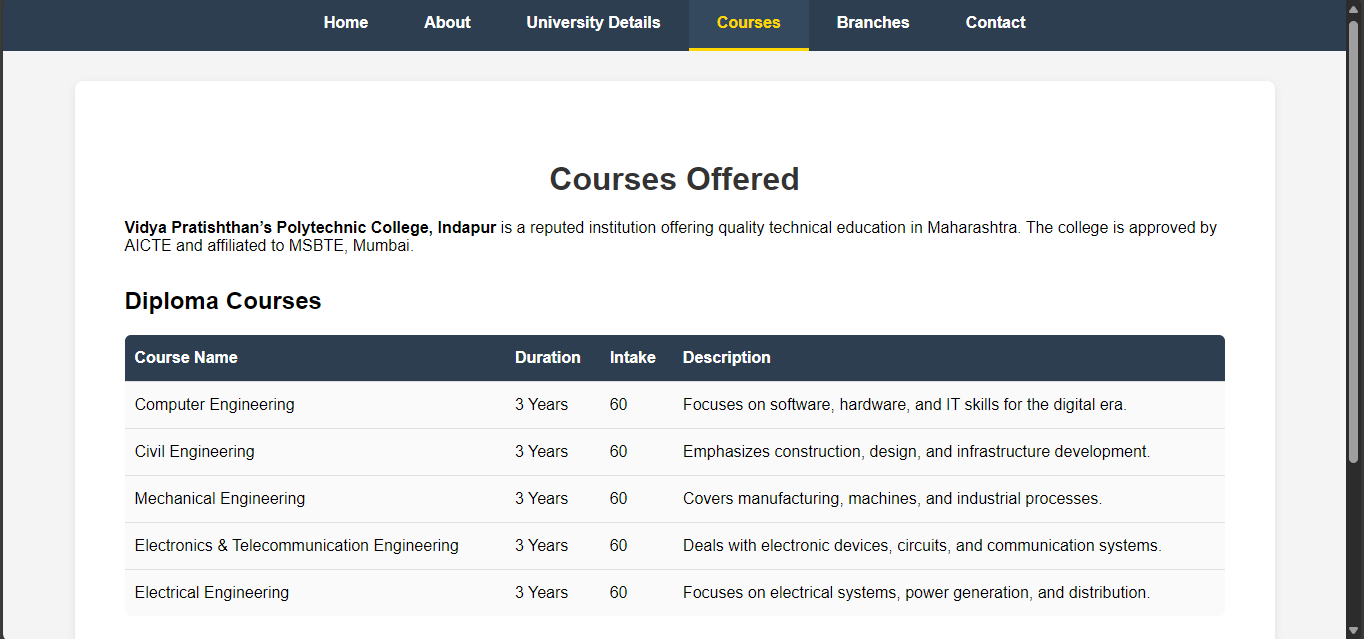 Home About University Details Courses Branches Contact
Courses Offered
Vidya Pratishthan’s Polytechnic College, Indapur is a reputed institution offering quality technical education in Maharashtra. The college is approved by
AICTE and affiliated to MSBTE, Mumbai.
Diploma Courses
Course Name Duration Intake Description
Computer Engineering 3 Years 60 Focuses on software, hardware, and IT skills for the digital era.
Civil Engineering 3 Years 60 Emphasizes construction, design, and infrastructure development.
Mechanical Engineering 3 Years 60 Covers manufacturing, machines, and industrial processes.
Electronics & Telecommunication Engineering 3 Years 60 Deals with electronic devices, circuits, and communication systems.
Electrical Engineering 3 Years 60 Focuses on electrical systems, power generation, and distribution.